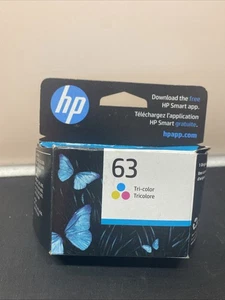 hp
Download the free
HP Smart app.
Téléchargez l'application
HP Smart gratuite.
hpapp.com
63
Tri-color
Tricolore